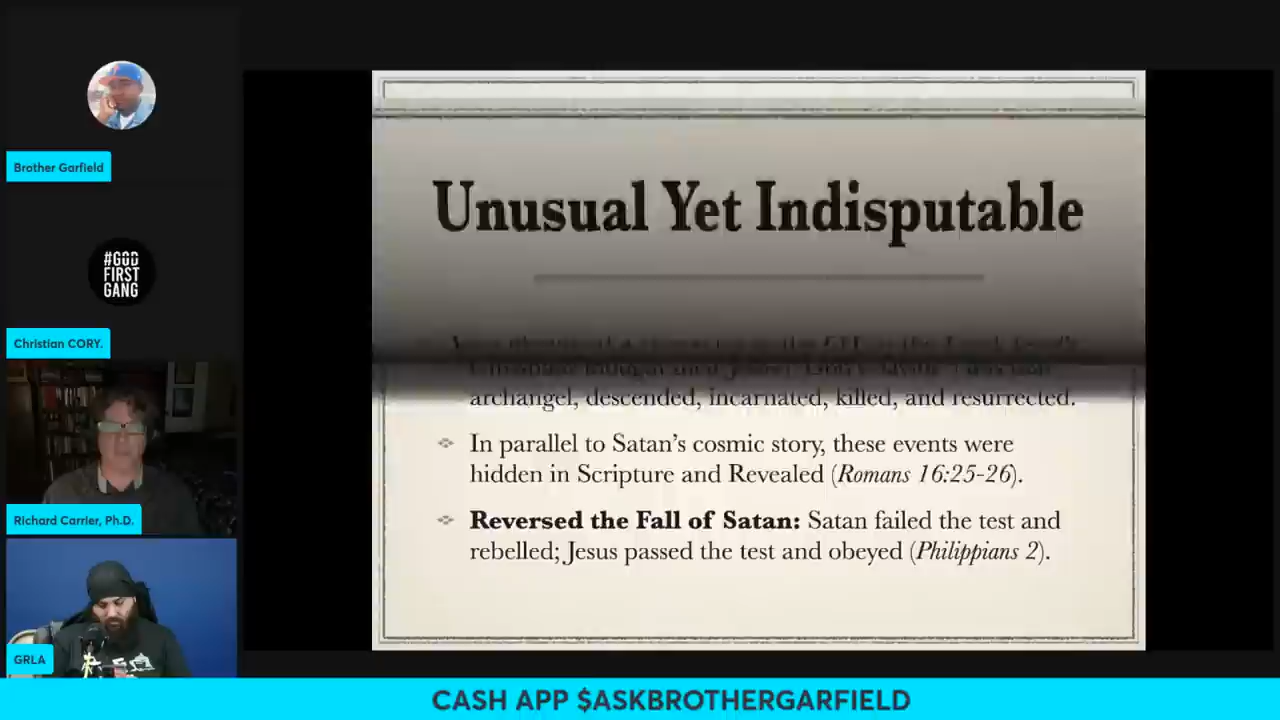 Brother Garfield
#GOD
FIRST
GANG
Christian CORY.
Richard Carrier, Ph.D.
GRLA
Unusual Yet Indisputable
archangel, descended, incarnated, killed, and resurrected.
In parallel to Satan's cosmic story, these events were
hidden in Scripture and Revealed (Romans 16:25-26).
Reversed the Fall of Satan: Satan failed the test and
rebelled; Jesus passed the test and obeyed (Philippians 2).
CASH APP $ASKBROTHERGARFIELD